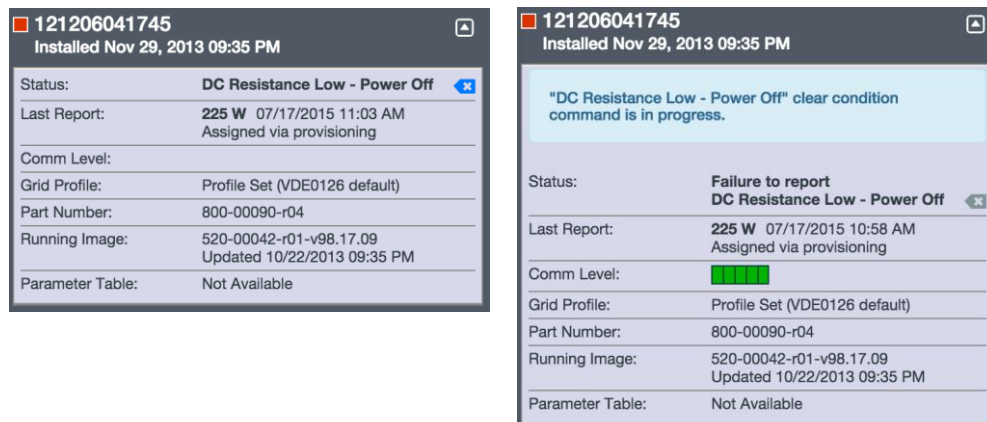 121206041745
Installed Nov 29, 2013 09:35 PM
Status: DC Resistance Low - Power Off
Last Report: 225 W 07/17/2015 11:03 AM
Assigned via provisioning
Comm Level:
Grid Profile: Profile Set (VDE0126 default)
Part Number: 800-00090-r04
Running Image: 520-00042-r01-v98.17.09
Updated 10/22/2013 09:35 PM
Parameter Table: Not Available
121206041745
Installed Nov 29, 2013 09:35 PM
"DC Resistance Low - Power Off" clear condition
command is in progress.
Status: Failure to report
DC Resistance Low - Power Off
Last Report: 225 W 07/17/2015 10:58 AM
Assigned via provisioning
Comm Level:
Grid Profile: Profile Set (VDE0126 default)
Part Number: 800-00090-r04
Running Image: 520-00042-r01-v98.17.09
Updated 10/22/2013 09:35 PM
Parameter Table: Not Available